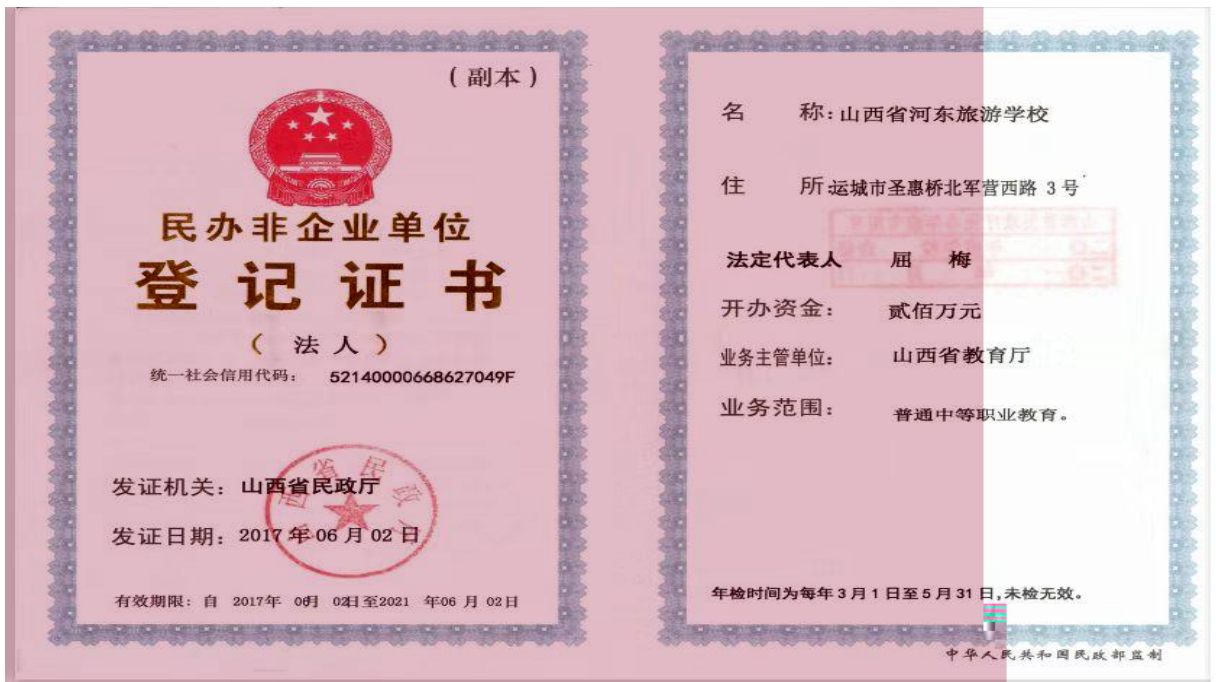 （副本）
民办非企业单位
登记证书
（法人）
统一社会信用代码： 52140000668627049F
发证机关：山西省民政厅
发证日期：2017年06月02日
有效期限：自 2017年 06月 02日至2021 年06月02日
名称：山西省河东旅游学校
住所：运城市圣惠桥北军营西路 3号
法定代表人 屈梅
开办资金： 贰佰万元
业务主管单位： 山西省教育厅
业务范围： 普通中等职业教育。
年检时间为每年3月1日至5月31日,未检无效。
中华人民共和国民政部监制